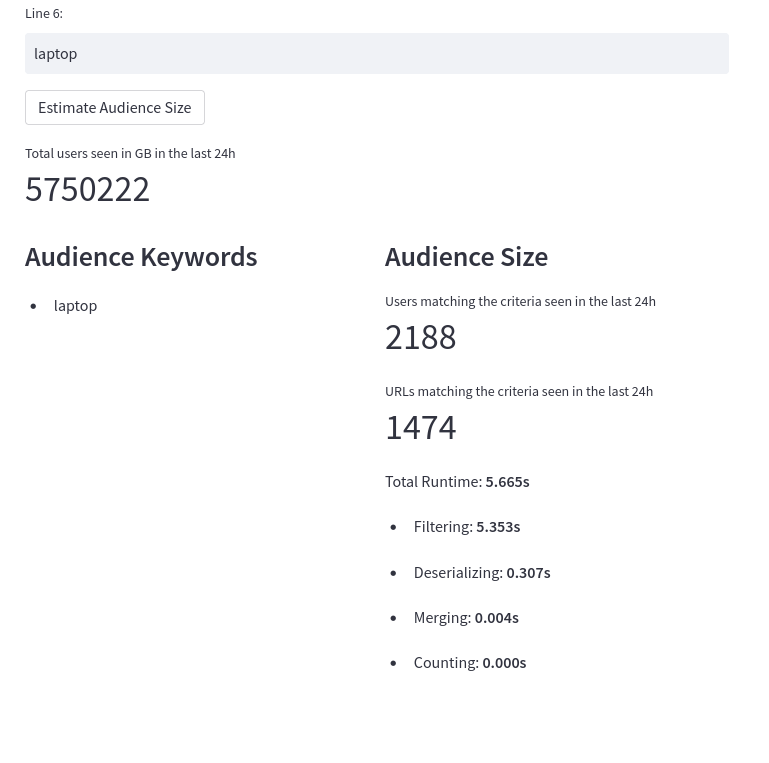 Line 6:
laptop
Estimate Audience Size
Total users seen in GB in the last 24h
5750222
Audience Keywords
• laptop
Audience Size
Users matching the criteria seen in the last 24h
2188
URLs matching the criteria seen in the last 24h
1474
Total Runtime: 5.665s
• Filtering: 5.353s
• Deserializing: 0.307s
• Merging: 0.004s
• Counting: 0.000s